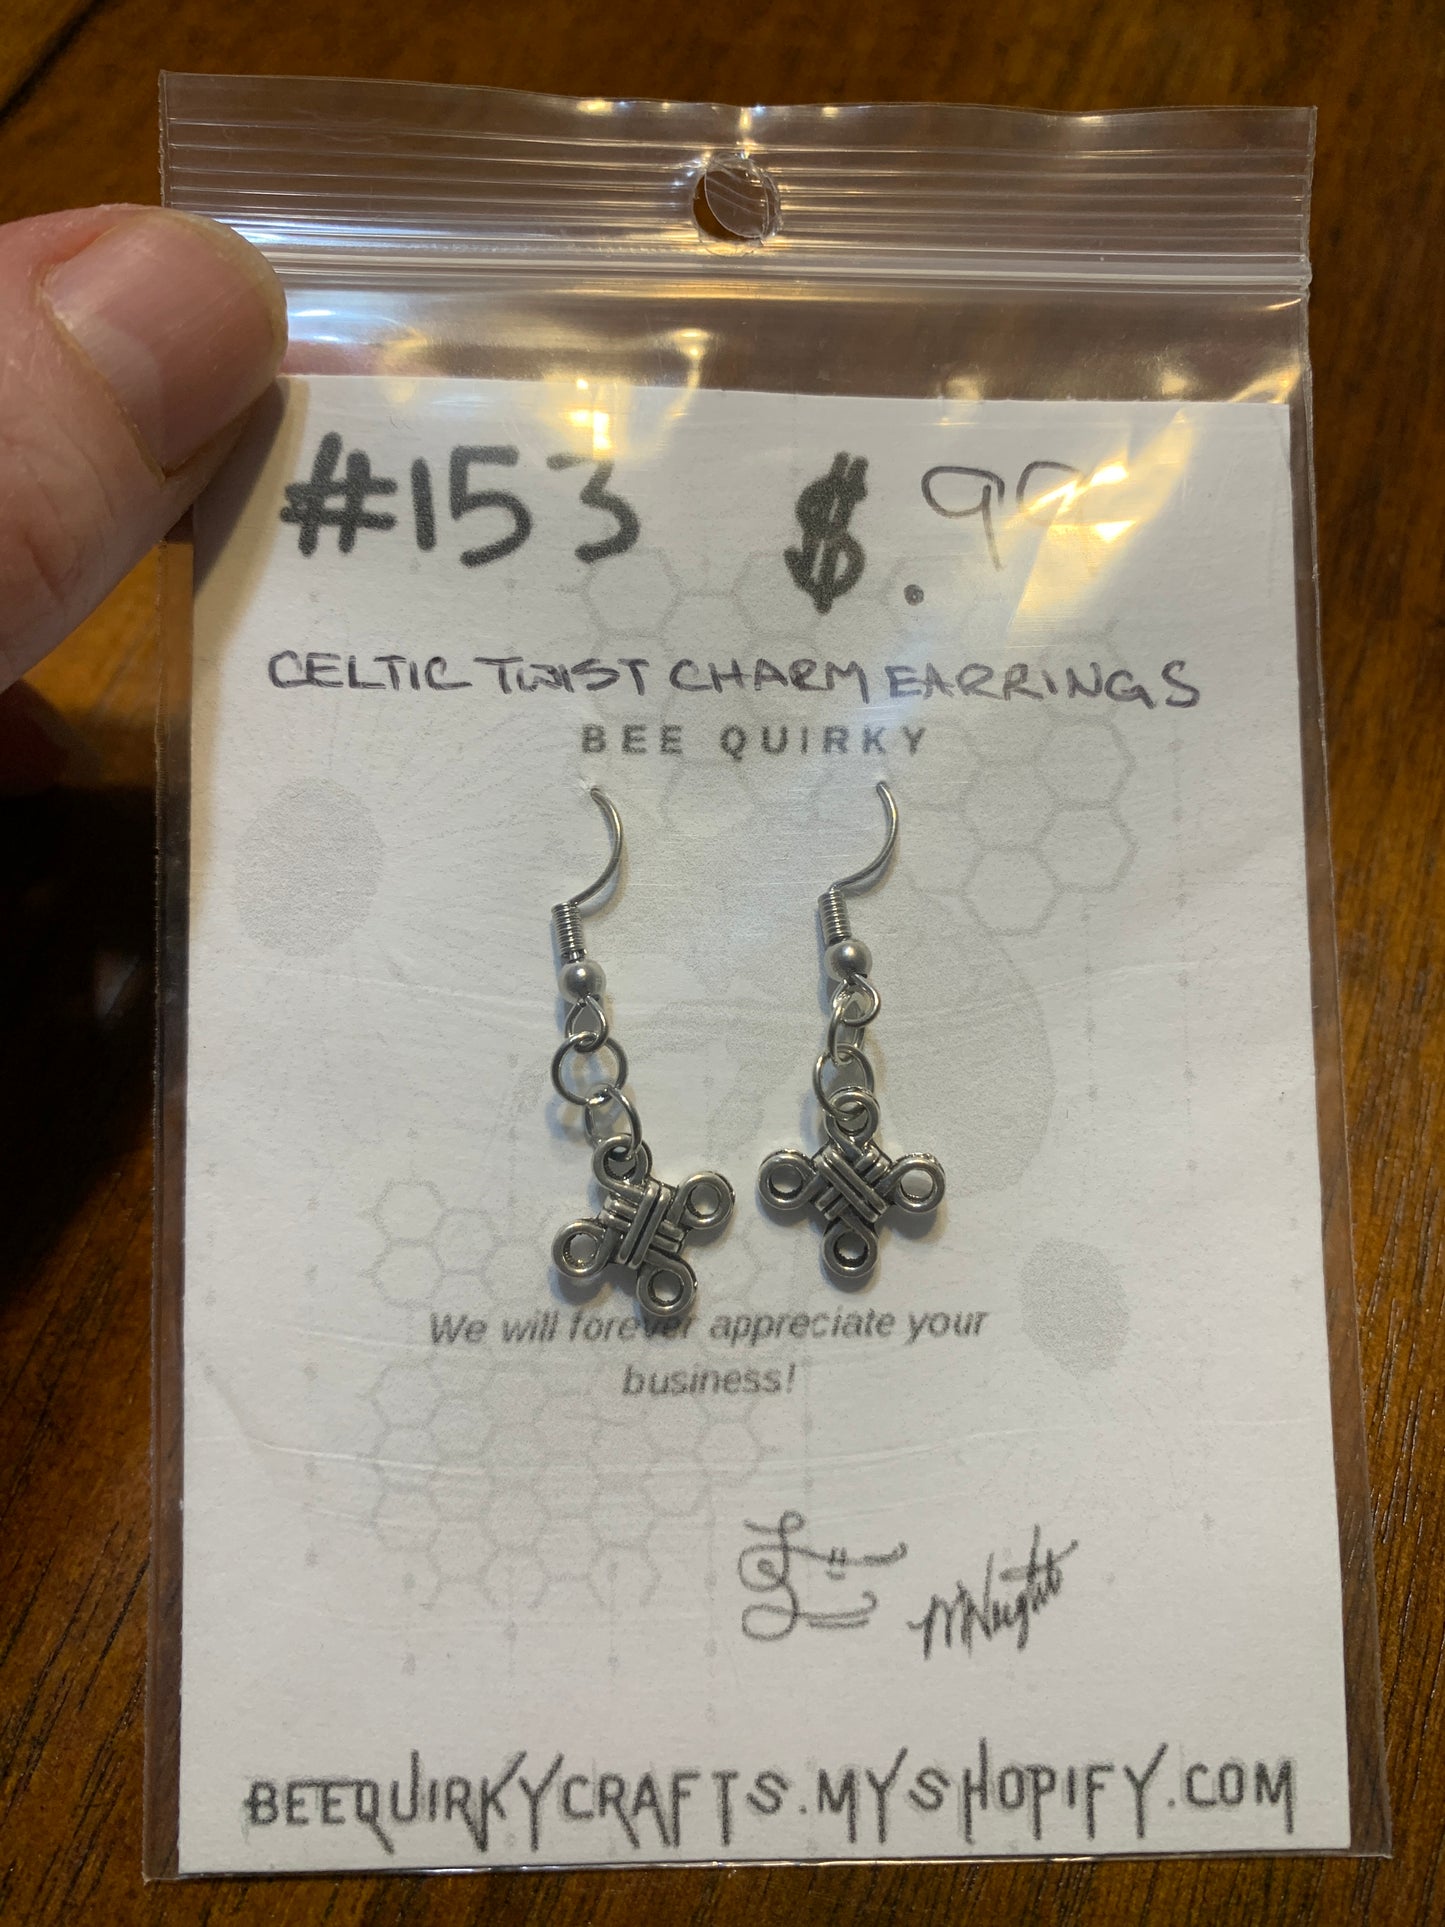 #153 $.99
CELTIC TWIST CHARM EARRINGS
BEE QUIRKY
We will forever appreciate your
business!
BEEQUIRKYCRAFTS.MYSHOPIFY.COM